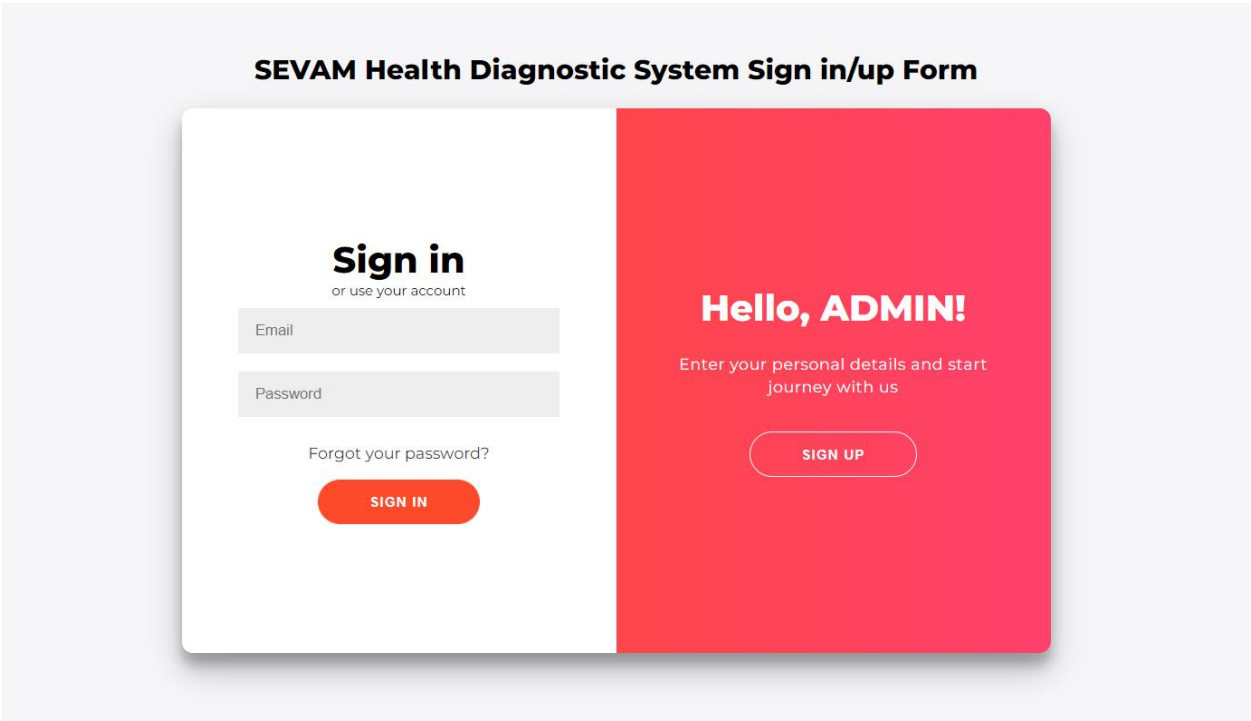 SEVAM Health Diagnostic System Sign in/up Form
Sign in
or use your account
Email
Password
Forgot your password?
SIGN IN
Hello, ADMIN!
Enter your personal details and start
journey with us
SIGN UP